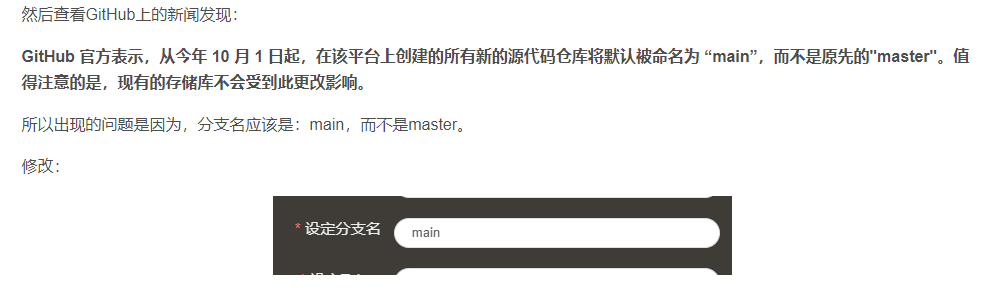 然后查看GitHub上的新闻发现：
GitHub 官方表示，从今年 10 月 1 日起，在该平台上创建的所有新的源代码仓库将默认被命名为 “main”，而不是原先的"master"。值
得注意的是，现有的存储库不会受到此更改影响。
所以出现的问题是因为，分支名应该是：main，而不是master。
修改：
* 设定分支名 main